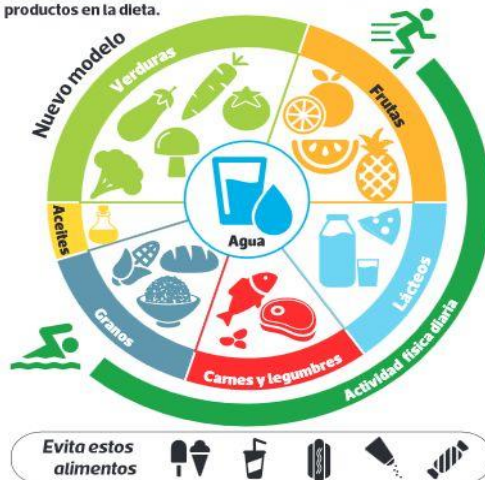 productos en la dieta.
Nuevo modelo
Verduras
Frutas
Aceites
Agua
Lácteos
Granos
Carnes y legumbres
Actividad física diaria
Evita estos
alimentos